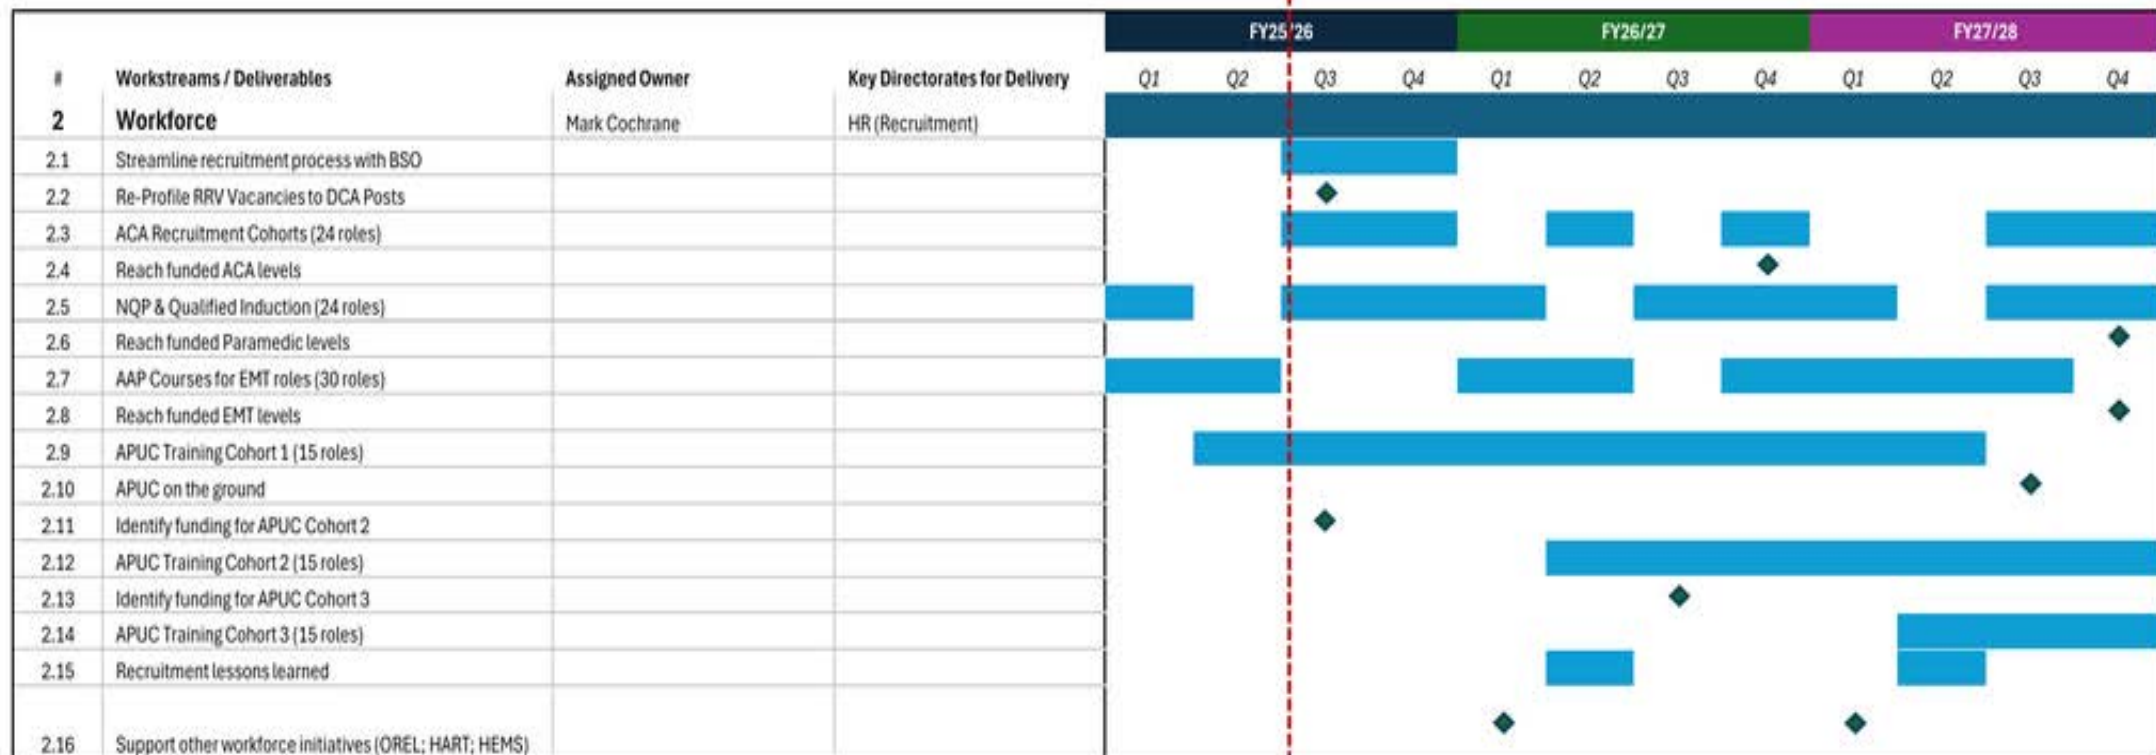 FY25/26 FY26/27 FY27/28
# Workstreams / Deliverables Assigned Owner Key Directorates for Delivery Q1 Q2 Q3 Q4 Q1 Q2 Q3 Q4 Q1 Q2 Q3 Q4
2 Workforce Mark Cochrane HR (Recruitment)
2.1 Streamline recruitment process with BSO
2.2 Re-Profile RRV Vacancies to DCA Posts
2.3 ACA Recruitment Cohorts (24 roles)
2.4 Reach funded ACA levels
2.5 NQP & Qualified Induction (24 roles)
2.6 Reach funded Paramedic levels
2.7 AAP Courses for EMT roles (30 roles)
2.8 Reach funded EMT levels
2.9 APUC Training Cohort 1 (15 roles)
2.10 APUC on the ground
2.11 Identify funding for APUC Cohort 2
2.12 APUC Training Cohort 2 (15 roles)
2.13 Identify funding for APUC Cohort 3
2.14 APUC Training Cohort 3 (15 roles)
2.15 Recruitment lessons learned
2.16 Support other workforce initiatives (OREL; HART; HEMS)